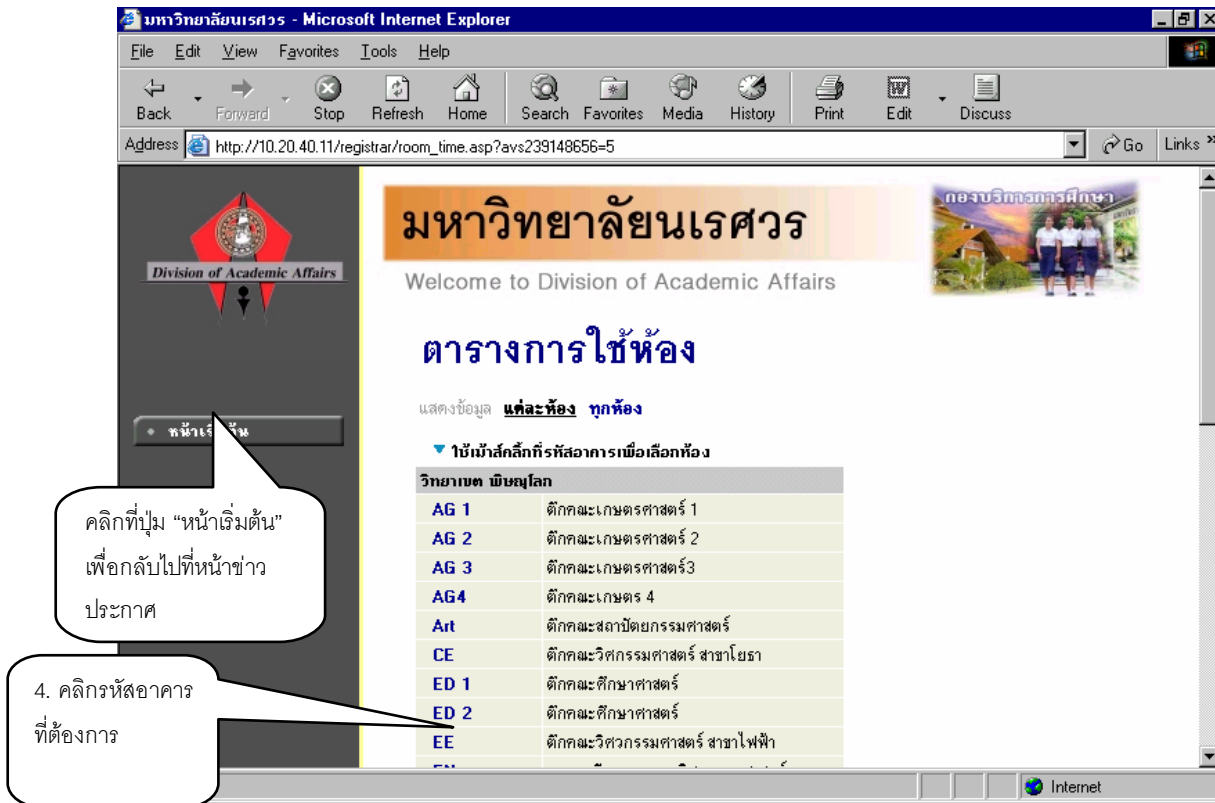 มหาวิทยาลัยนเรศวร - Microsoft Internet Explorer
File Edit View Favorites Tools Help
Back Forward Stop Refresh Home Search Favorites Media History Print Edit Discuss
Address http://10.20.40.11/registrar/room_time.asp?avs239148656=5 Go Links »
Division of Academic Affairs
มหาวิทยาลัยนเรศวร
Welcome to Division of Academic Affairs
กองบริการการศึกษา
ตารางการใช้ห้อง
แสดงข้อมูล แต่ละห้อง ทุกห้อง
หน้าเริ่มต้น
ใช้เม้าส์คลิ้กที่รหัสอาคารเพื่อเลือกห้อง
วิทยาเขต พิษณุโลก
AG 1 ตึกคณะเกษตรศาสตร์ 1
AG 2 ตึกคณะเกษตรศาสตร์ 2
AG 3 ตึกคณะเกษตรศาสตร์3
AG4 ตึกคณะเกษตร 4
Art ตึกคณะสถาปัตยกรรมศาสตร์
CE ตึกคณะวิศกรรมศาสตร์ สาขาโยธา
ED 1 ตึกคณะศึกษาศาสตร์
ED 2 ตึกคณะศึกษาศาสตร์
EE ตึกคณะวิศวกรรมศาสตร์ สาขาไฟฟ้า
คลิกที่ปุ่ม “หน้าเริ่มต้น”
เพื่อกลับไปที่หน้าข่าว
ประกาศ
4. คลิกรหัสอาคาร
ที่ต้องการ
Internet